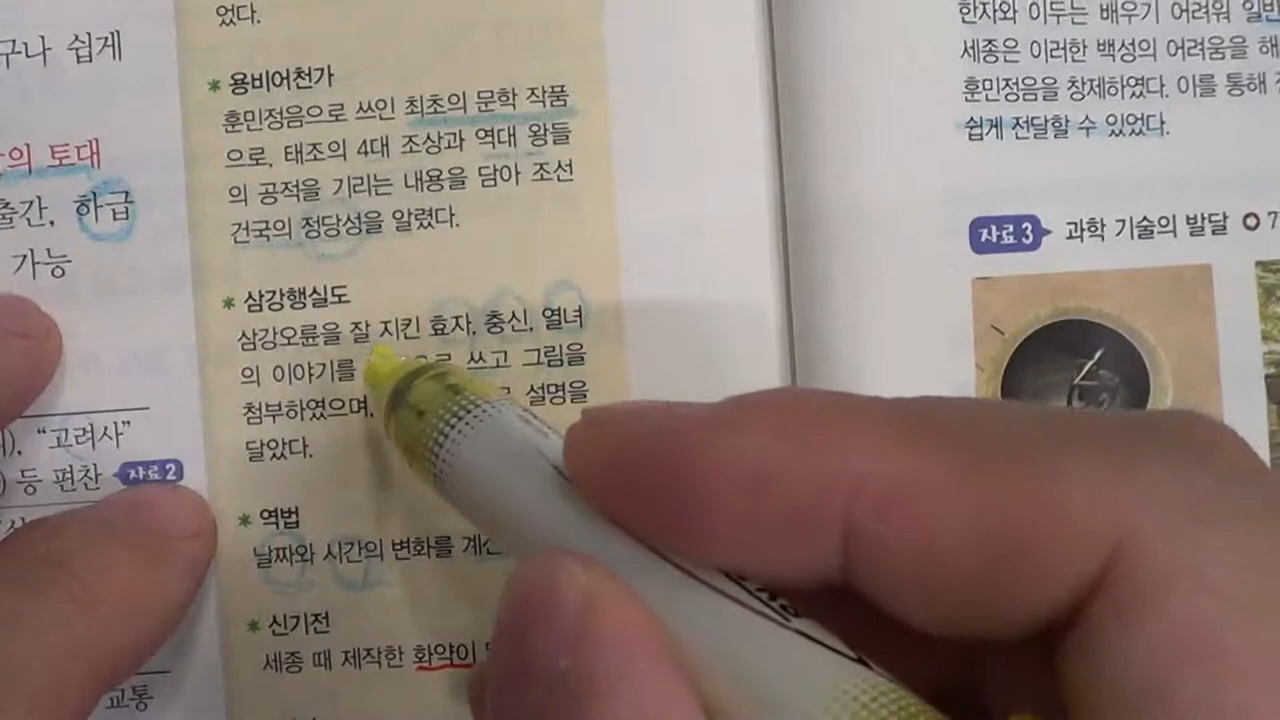 었다.
구나 쉽게
의 토대
출간, 하급
가능
"고려사"
등 편찬 자료2
교통
* 용비어천가
훈민정음으로 쓰인 최초의 문학 작품
으로, 태조의 4대 조상과 역대 왕들
의 공적을 기리는 내용을 담아 조선
건국의 정당성을 알렸다.
* 삼강행실도
삼강오륜을 잘 지킨 효자, 충신, 열녀
의 이야기를 쓰고 그림을
첨부하였으며, 설명을
달았다.
* 역법
날짜와 시간의 변화를
* 신기전
세종 때 제작한 화약이
한자와 이두는 배우기 어려워 일반
세종은 이러한 백성의 어려움을 해
훈민정음을 창제하였다. 이를 통해
쉽게 전달할 수 있었다.
자료3 과학 기술의 발달 7